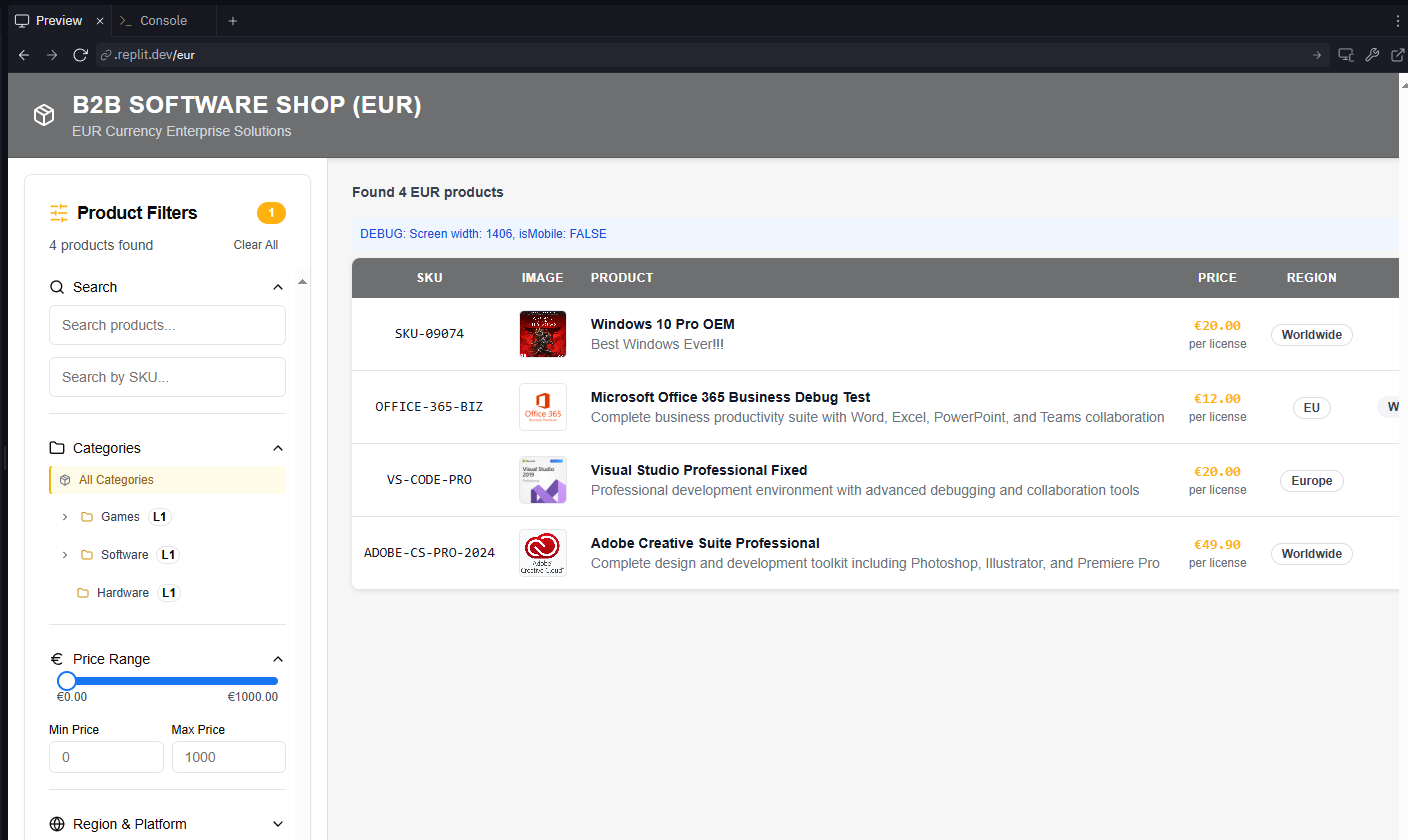 Preview
Console
.replit.dev/eur
B2B SOFTWARE SHOP (EUR)
EUR Currency Enterprise Solutions
Product Filters
1
4 products found
Clear All
Search
Search products...
Search by SKU...
Categories
All Categories
Games L1
Software L1
Hardware L1
Price Range
€0.00
€1000.00
Min Price
Max Price
0
1000
Region & Platform
Found 4 EUR products
DEBUG: Screen width: 1406, isMobile: FALSE
SKU IMAGE PRODUCT PRICE REGION
SKU-09074
Windows 10 Pro OEM
Best Windows Ever!!!
€20.00
per license
Worldwide
OFFICE-365-BIZ
Office 365
Microsoft Office 365 Business Debug Test
Complete business productivity suite with Word, Excel, PowerPoint, and Teams collaboration
€12.00
per license
EU
W
VS-CODE-PRO
Visual Studio
2019
Visual Studio Professional Fixed
Professional development environment with advanced debugging and collaboration tools
€20.00
per license
Europe
ADOBE-CS-PRO-2024
Adobe
Creative Cloud
Adobe Creative Suite Professional
Complete design and development toolkit including Photoshop, Illustrator, and Premiere Pro
€49.90
per license
Worldwide